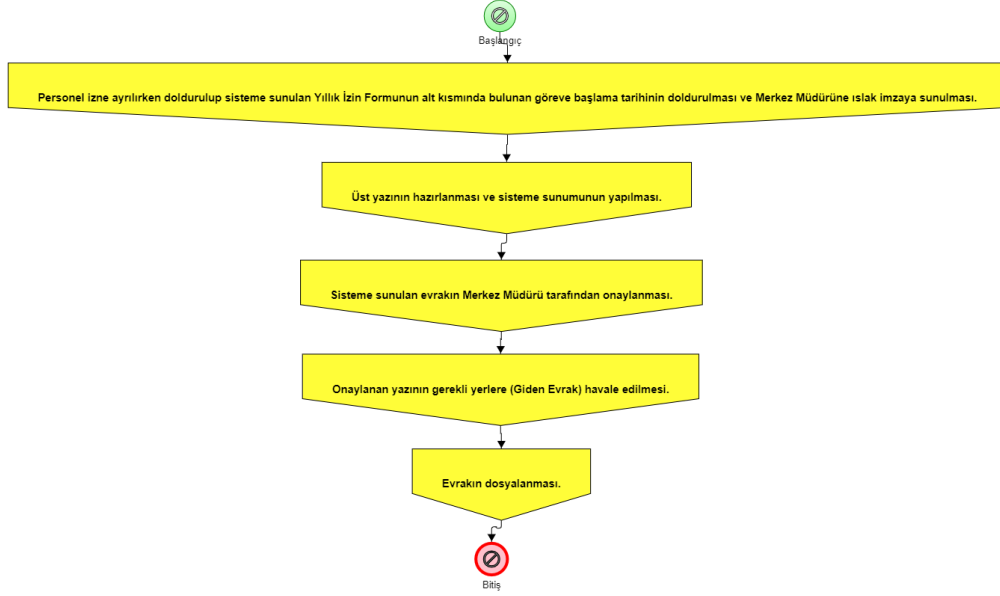 Başlangıç
Personel izne ayrılırken doldurulup sisteme sunulan Yıllık İzin Formunun alt kısmında bulunan göreve başlama tarihinin doldurulması ve Merkez Müdürüne ıslak imzaya sunulması.
Üst yazının hazırlanması ve sisteme sunumunun yapılması.
Sisteme sunulan evrakın Merkez Müdürü tarafından onaylanması.
Onaylanan yazının gerekli yerlere (Giden Evrak) havale edilmesi.
Evrakın dosyalanması.
Bitiş